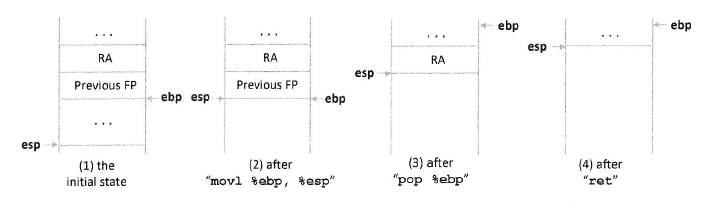 ... ... ... ...
ebp ebp
RA RA RA
esp
esp
Previous FP Previous FP
ebp esp ebp
...
esp
(1) the (2) after (3) after (4) after
initial state "movl %ebp, %esp" "pop %ebp" "ret"